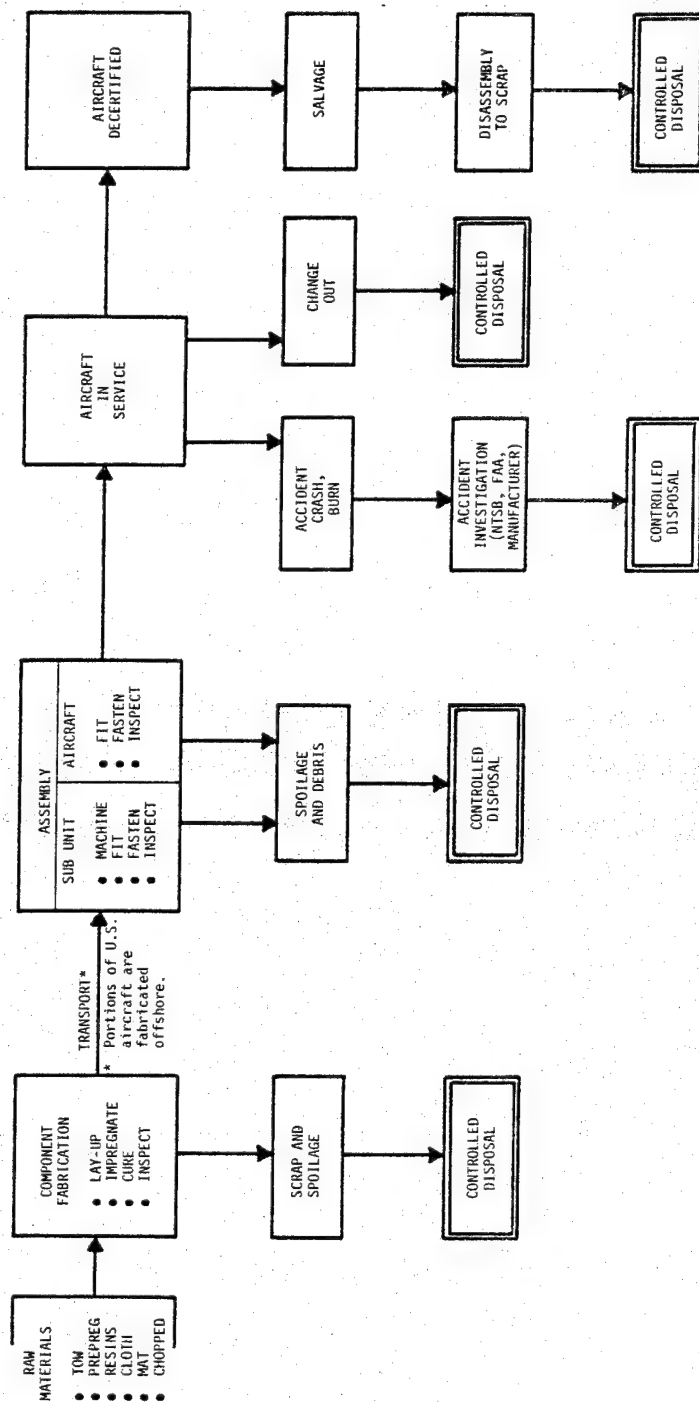 RAW
MATERIALS
● TOW
● PREPREG
● RESINS
● CLOTH
● MAT
● CHOPPED
COMPONENT
FABRICATION
● LAY-UP
● IMPREGNATE
● CURE
● INSPECT
SCRAP AND
SPOILAGE
CONTROLLED
DISPOSAL
TRANSPORT*
* Portions of U.S.
aircraft are
fabricated
offshore.
ASSEMBLY
SUB UNIT
● MACHINE
● FIT
● FASTEN
● INSPECT
AIRCRAFT
● FIT
● FASTEN
● INSPECT
SPOILAGE
AND DEBRIS
CONTROLLED
DISPOSAL
AIRCRAFT
IN
SERVICE
ACCIDENT
CRASH,
BURN
ACCIDENT
INVESTIGATION
(NTSB, FAA,
MANUFACTURER)
CONTROLLED
DISPOSAL
CHANGE
OUT
CONTROLLED
DISPOSAL
AIRCRAFT
DECERTIFIED
SALVAGE
DISASSEMBLY
TO SCRAP
CONTROLLED
DISPOSAL